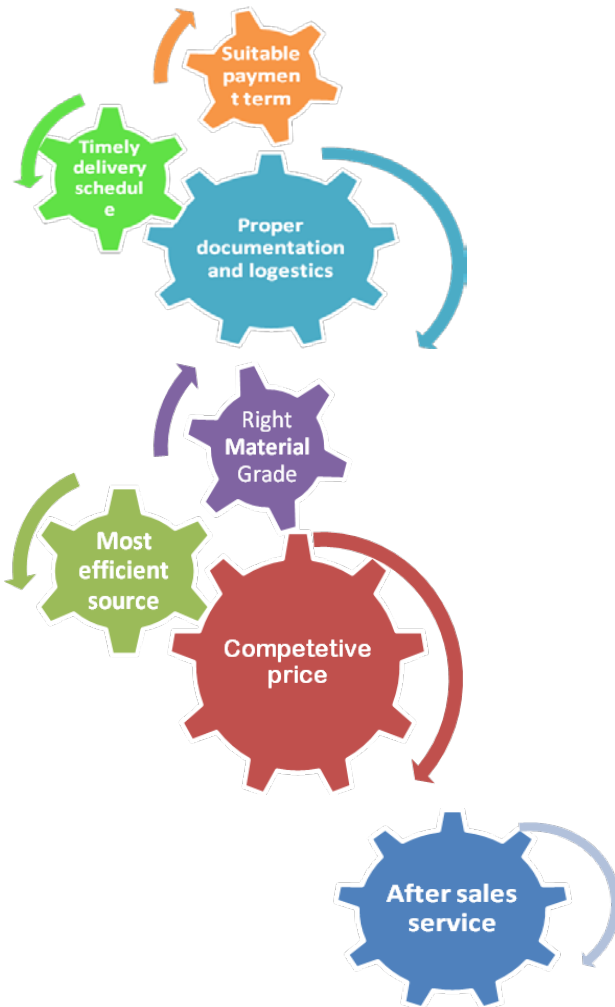 Suitable
paymen
t term
Timely
delivery
schedul
e
Proper
documentation
and logestics
Right
Material
Grade
Most
efficient
source
Competetive
price
After sales
service